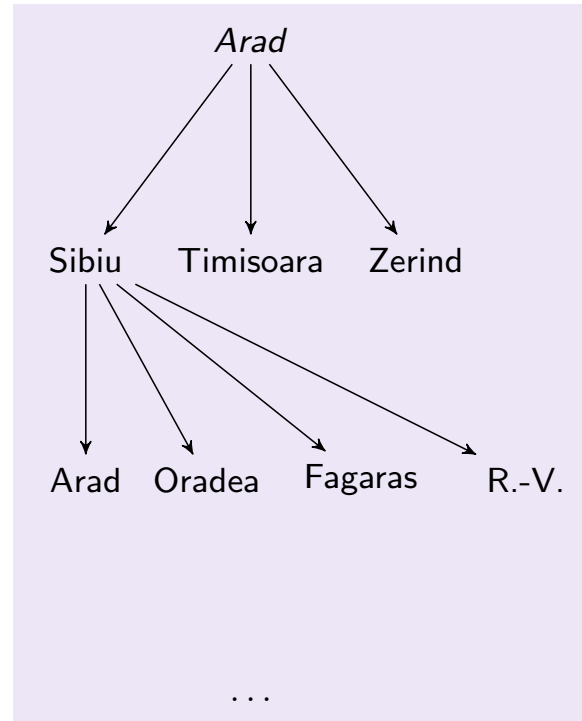 Arad
Sibiu Timisoara Zerind
Arad Oradea Fagaras R.-V.
. . .